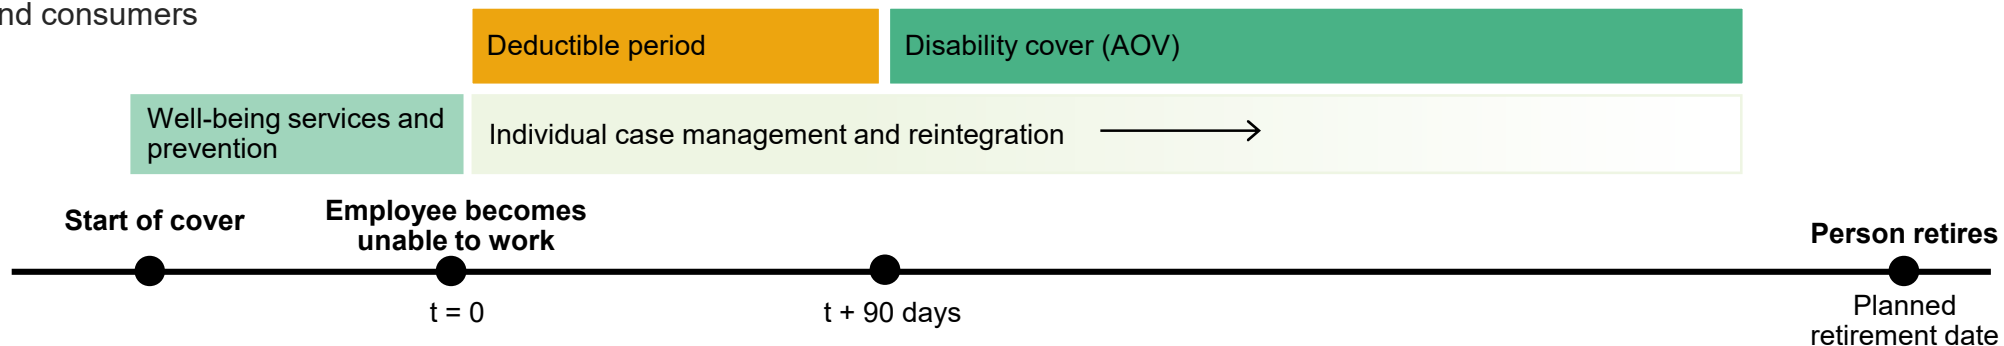 nd consumers
Deductible period
Disability cover (AOV)
Well-being services and
prevention
Individual case management and reintegration
Start of cover
Employee becomes
unable to work
Person retires
t = 0
t + 90 days
Planned
retirement date